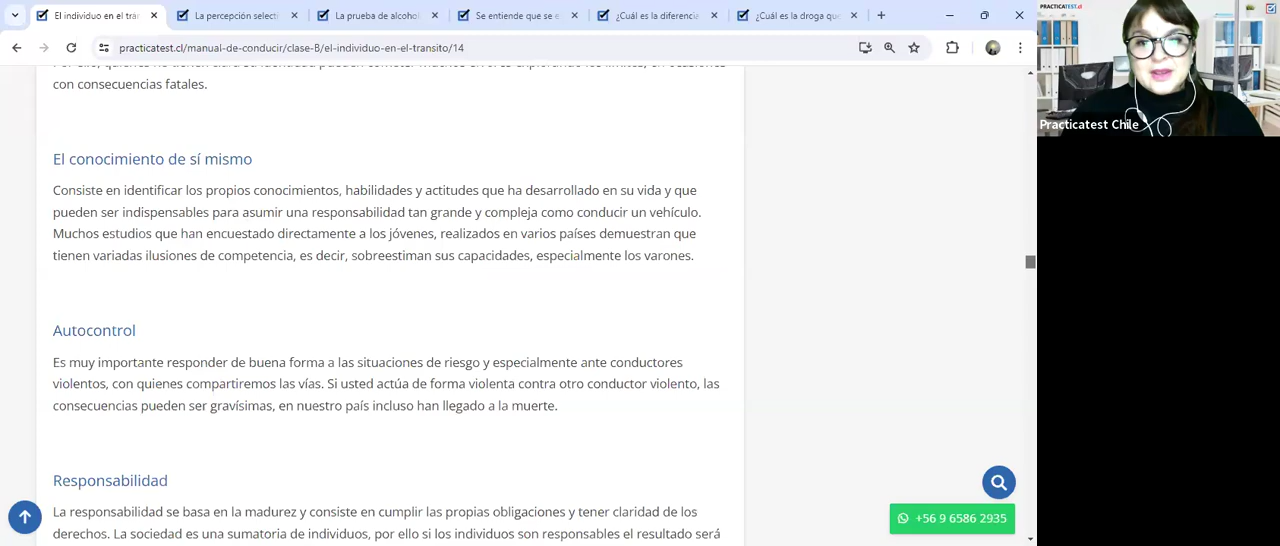 El individuo en el tra
La percepción selecti
alcohol
Se entiende que se e
¿Cuál es la diferencia
¿Cuál es la droga que
practicatest.cl/manual-de-conducir/clase-B/el-individuo-en-el-transito/14
con consecuencias fatales.
El conocimiento de sí mismo
Consiste en identificar los propios conocimientos, habilidades y actitudes que ha desarrollado en su vida y que
pueden ser indispensables para asumir una responsabilidad tan grande y compleja como conducir un vehículo.
Muchos estudios que han encuestado directamente a los jóvenes, realizados en varios países demuestran que
tienen variadas ilusiones de competencia, es decir, sobreestiman sus capacidades, especialmente los varones.
Autocontrol
Es muy importante responder de buena forma a las situaciones de riesgo y especialmente ante conductores
violentos, con quienes compartiremos las vías. Si usted actúa de forma violenta contra otro conductor violento, las
consecuencias pueden ser gravísimas, en nuestro país incluso han llegado a la muerte.
Responsabilidad
La responsabilidad se basa en la madurez y consiste en cumplir las propias obligaciones y tener claridad de los
derechos. La sociedad es una sumatoria de individuos, por ello si los individuos son responsables el resultado será
+56 9 6586 2935
PRACTICATEST.cl
Practicatest Chile